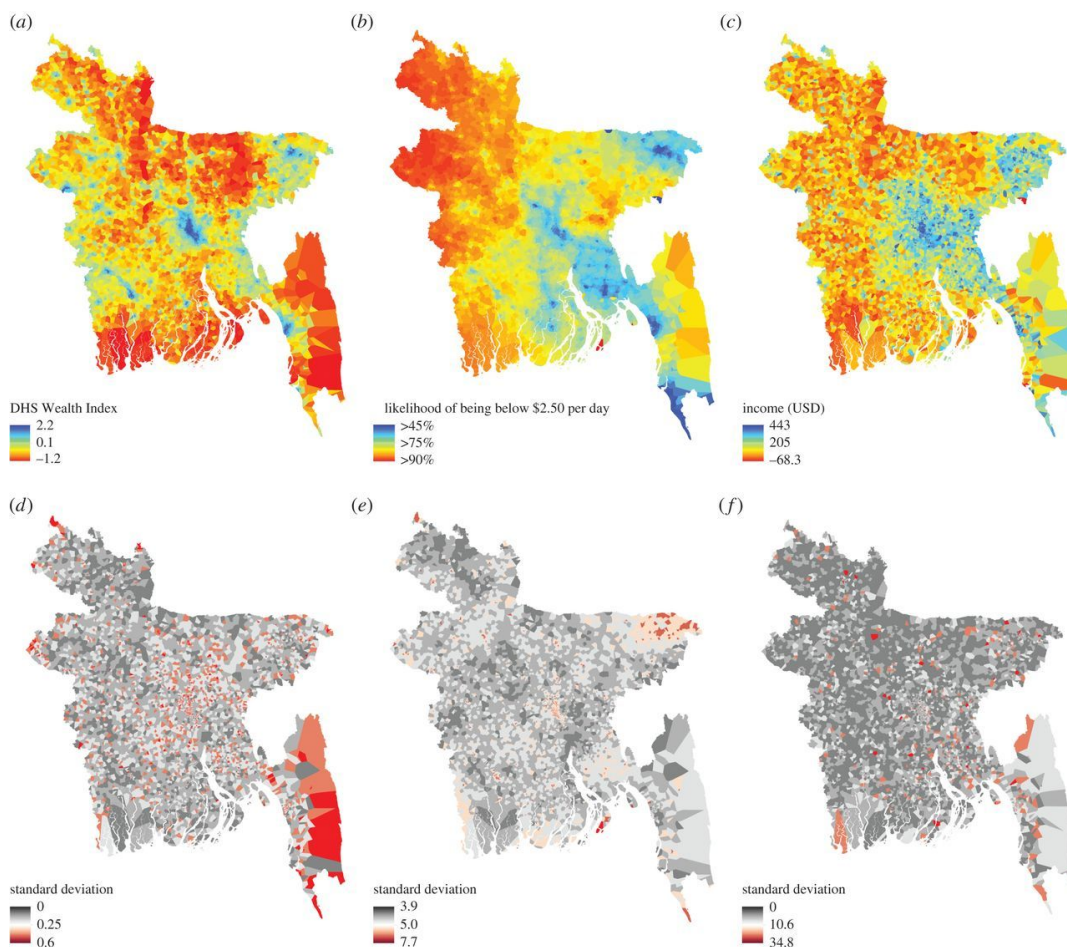 (a)
(b)
(c)
DHS Wealth Index
2.2
0.1
–1.2
likelihood of being below $2.50 per day
>45%
>75%
>90%
income (USD)
443
205
–68.3
(d)
(e)
(f)
standard deviation
0
0.25
0.6
standard deviation
3.9
5.0
7.7
standard deviation
0
10.6
34.8